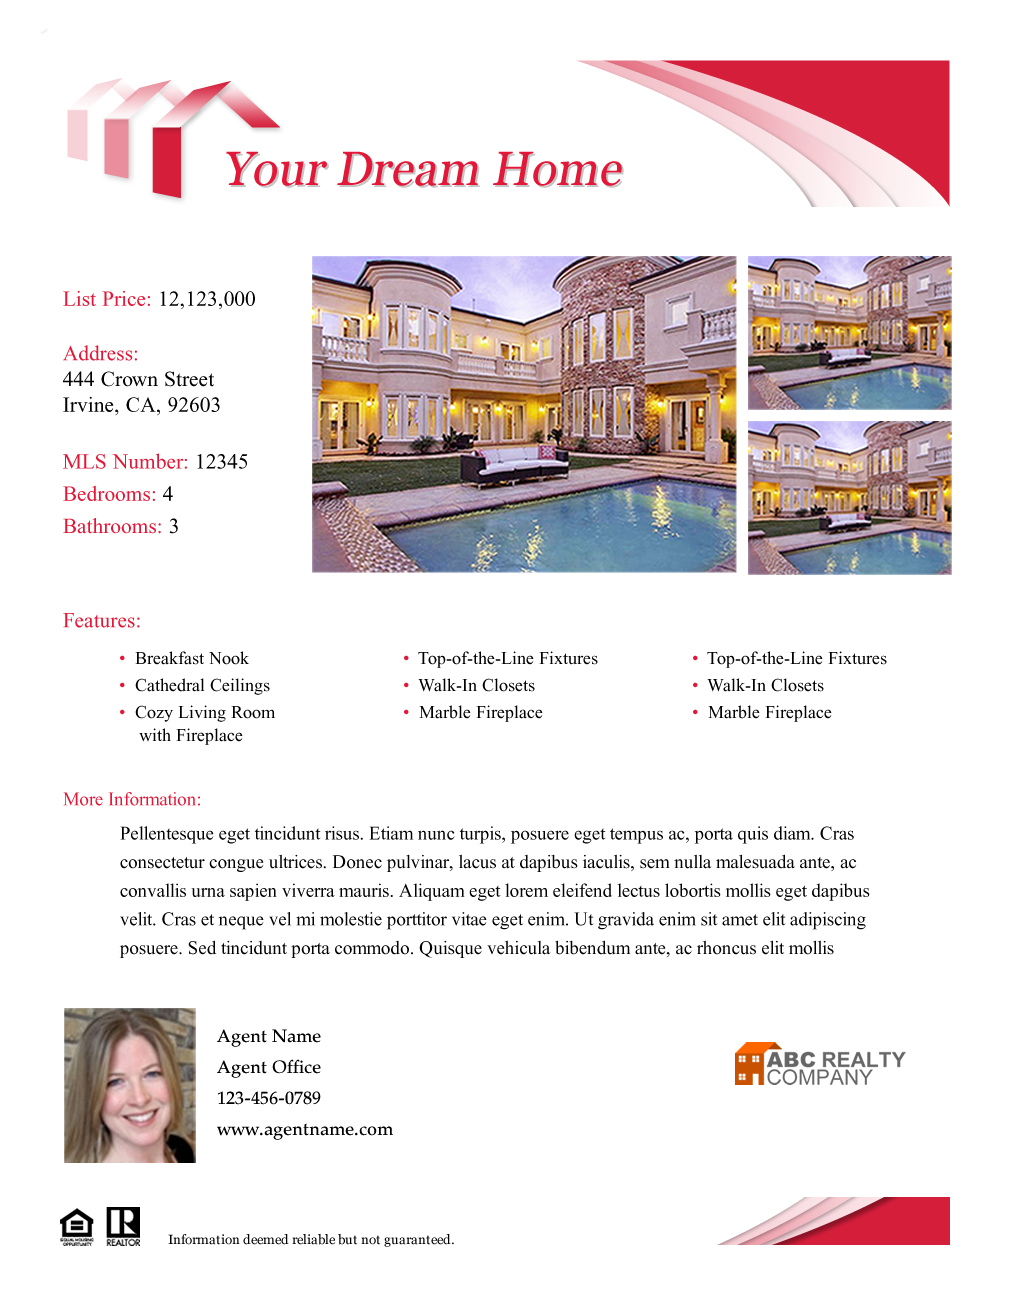 Your Dream Home
List Price: 12,123,000
Address:
444 Crown Street
Irvine, CA, 92603
MLS Number: 12345
Bedrooms: 4
Bathrooms: 3
Features:
• Breakfast Nook
• Cathedral Ceilings
• Cozy Living Room
with Fireplace
• Top-of-the-Line Fixtures
• Walk-In Closets
• Marble Fireplace
• Top-of-the-Line Fixtures
• Walk-In Closets
• Marble Fireplace
More Information:
Pellentesque eget tincidunt risus. Etiam nunc turpis, posuere eget tempus ac, porta quis diam. Cras
consectetur congue ultrices. Donec pulvinar, lacus at dapibus iaculis, sem nulla malesuada ante, ac
convallis urna sapien viverra mauris. Aliquam eget lorem eleifend lectus lobortis mollis eget dapibus
velit. Cras et neque vel mi molestie porttitor vitae eget enim. Ut gravida enim sit amet elit adipiscing
posuere. Sed tincidunt porta commodo. Quisque vehicula bibendum ante, ac rhoncus elit mollis
Agent Name
Agent Office
123-456-0789
www.agentname.com
ABC REALTY
COMPANY
EQUAL HOUSING
OPPORTUNITY
R
REALTOR
Information deemed reliable but not guaranteed.